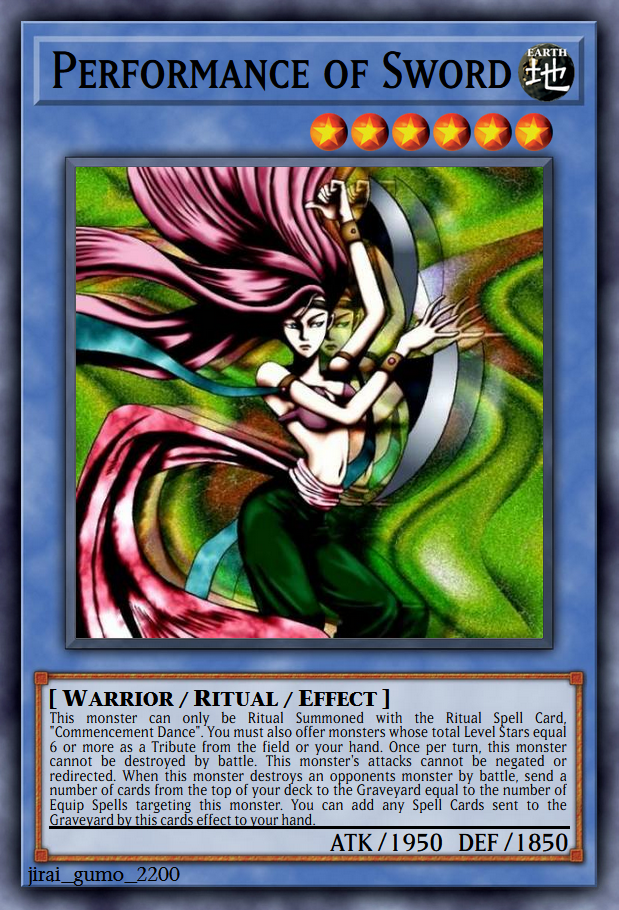 PERFORMANCE OF SWORD
EARTH
地
[ WARRIOR / RITUAL / EFFECT ]
This monster can only be Ritual Summoned with the Ritual Spell Card,
"Commencement Dance". You must also offer monsters whose total Level Stars equal
6 or more as a Tribute from the field or your hand. Once per turn, this monster
cannot be destroyed by battle. This monster's attacks cannot be negated or
redirected. When this monster destroys an opponents monster by battle, send a
number of cards from the top of your deck to the Graveyard equal to the number of
Equip Spells targeting this monster. You can add any Spell Cards sent to the
Graveyard by this cards effect to your hand.
ATK / 1950 DEF / 1850
jirai_gumo_2200